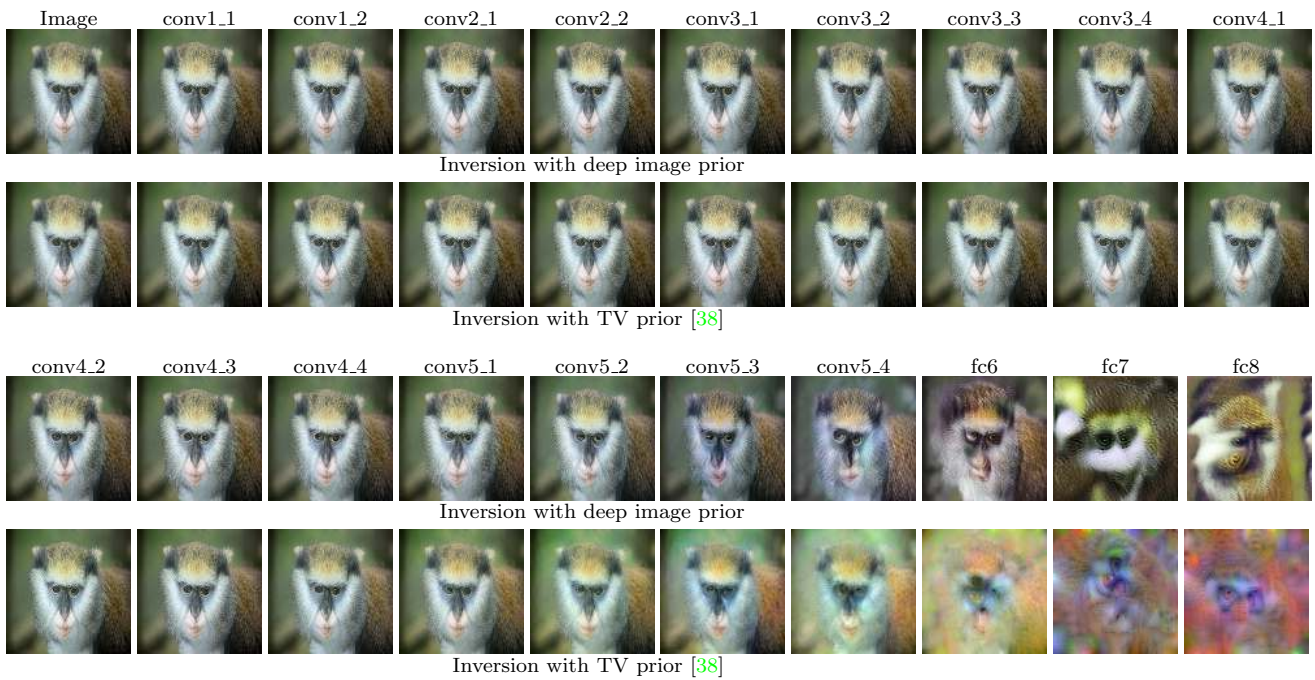 Image conv1_1 conv1_2 conv2_1 conv2_2 conv3_1 conv3_2 conv3_3 conv3_4 conv4_1
Inversion with deep image prior
Inversion with TV prior [38]
conv4_2 conv4_3 conv4_4 conv5_1 conv5_2 conv5_3 conv5_4 fc6 fc7 fc8
Inversion with deep image prior
Inversion with TV prior [38]